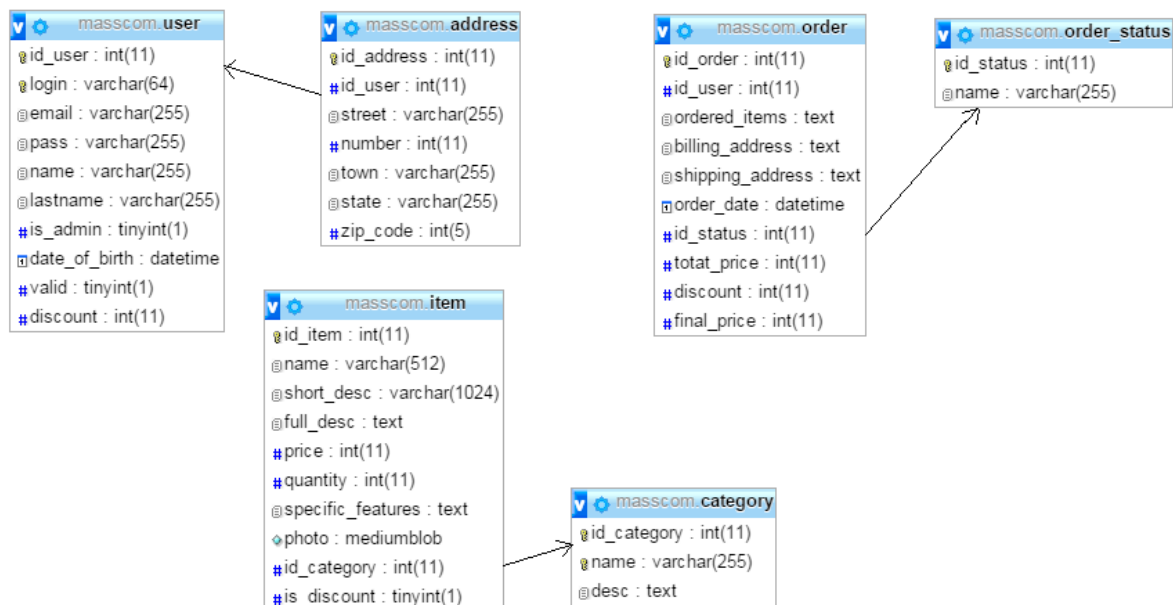 masscom.user
id_user : int(11)
login : varchar(64)
email : varchar(255)
pass : varchar(255)
name : varchar(255)
lastname : varchar(255)
is_admin : tinyint(1)
date_of_birth : datetime
valid : tinyint(1)
discount : int(11)
masscom.address
id_address : int(11)
id_user : int(11)
street : varchar(255)
number : int(11)
town : varchar(255)
state : varchar(255)
zip_code : int(5)
masscom.order
id_order : int(11)
id_user : int(11)
ordered_items : text
billing_address : text
shipping_address : text
order_date : datetime
id_status : int(11)
totat_price : int(11)
discount : int(11)
final_price : int(11)
masscom.order_status
id_status : int(11)
name : varchar(255)
masscom.item
id_item : int(11)
name : varchar(512)
short_desc : varchar(1024)
full_desc : text
price : int(11)
quantity : int(11)
specific_features : text
photo : mediumblob
id_category : int(11)
is_discount : tinyint(1)
masscom.category
id_category : int(11)
name : varchar(255)
desc : text